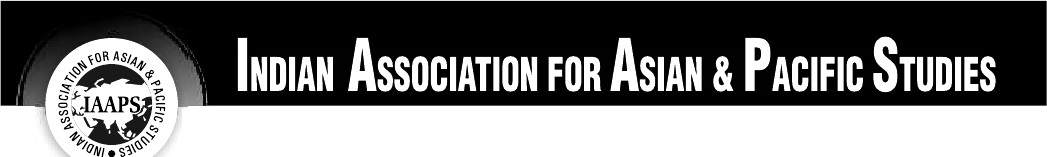 INDIAN ASSOCIATION FOR ASIAN & PACIFIC STUDIES
INDIAN ASSOCIATION FOR ASIAN & PACIFIC STUDIES
IAAPS